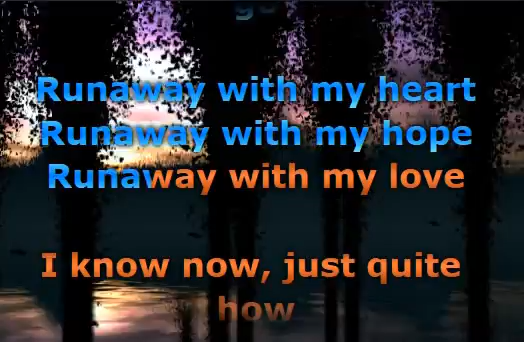 Runaway with my heart
Runaway with my hope
Runaway with my love
I know now, just quite
how